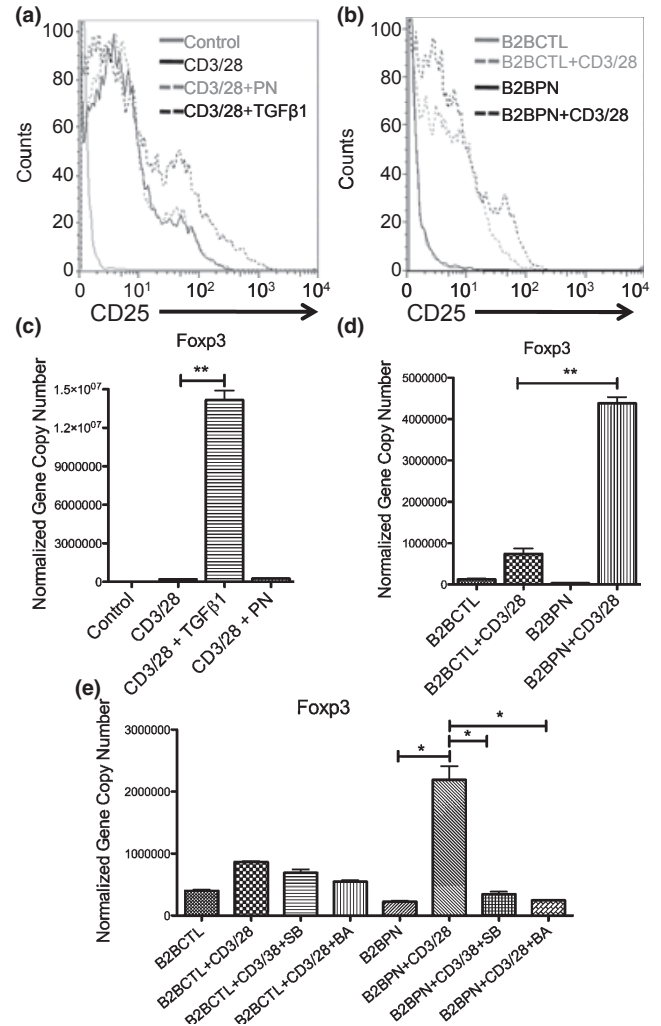 (a)
100
80
60
40
20
0
Counts
Control
CD3/28
CD3/28+PN
CD3/28+TGFβ1
0 10¹ 10² 10³ 10⁴
CD25
(b)
100
80
60
40
20
0
Counts
B2BCTL
B2BCTL+CD3/28
B2BPN
B2BPN+CD3/28
0 10¹ 10² 10³ 10⁴
CD25
(c)
Foxp3
Normalized Gene Copy Number
1.5×10⁰⁷
1.2×10⁰⁷
9000000
6000000
3000000
0
**
Control
CD3/28
CD3/28 + TGFβ1
CD3/28 + PN
(d)
Foxp3
Normalized Gene Copy Number
5000000
4000000
3000000
2000000
1000000
0
**
B2BCTL
B2BCTL+CD3/28
B2BPN
B2BPN+CD3/28
(e)
Foxp3
Normalized Gene Copy Number
3000000
2000000
1000000
0
*
*
*
B2BCTL
B2BCTL+CD3/28
B2BCTL+CD3/38+SB
B2BCTL+CD3/28+BA
B2BPN
B2BPN+CD3/28
B2BPN+CD3/38+SB
B2BPN+CD3/28+BA